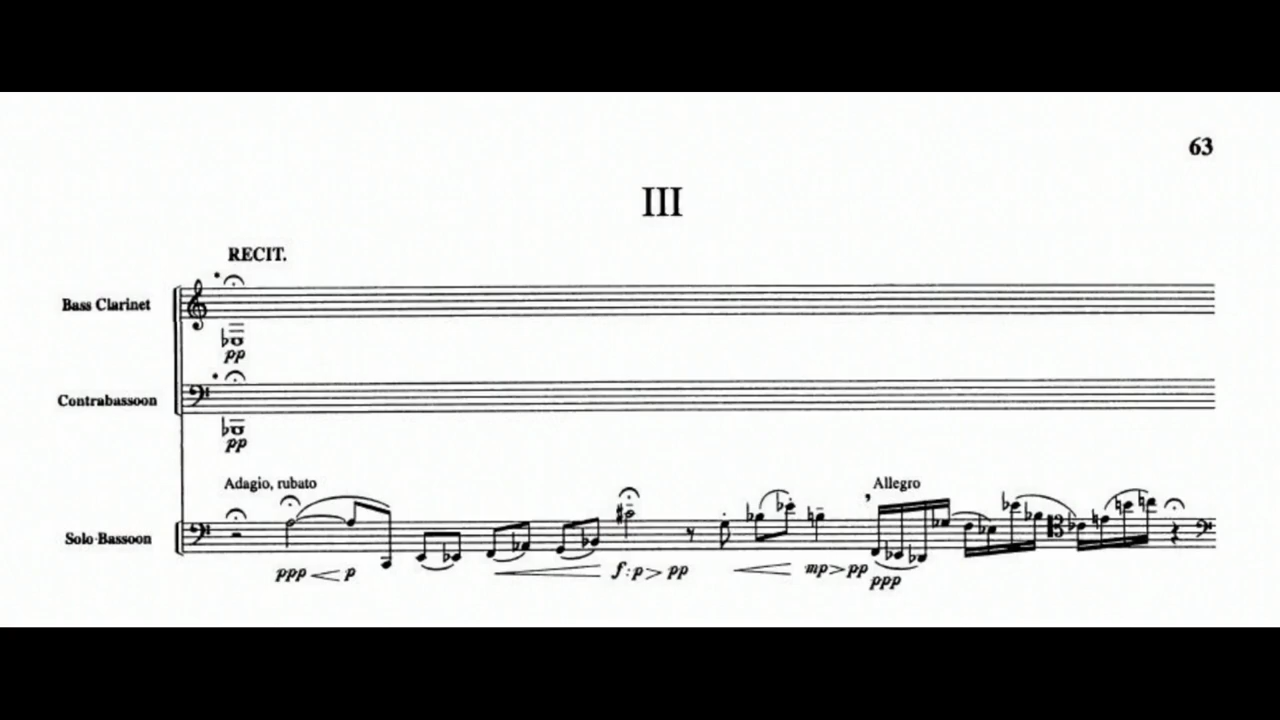 63
III
RECIT.
Bass Clarinet
pp
Contrabassoon
pp
Adagio, rubato
Allegro
Solo Bassoon
ppp p f:p pp mp pp
ppp